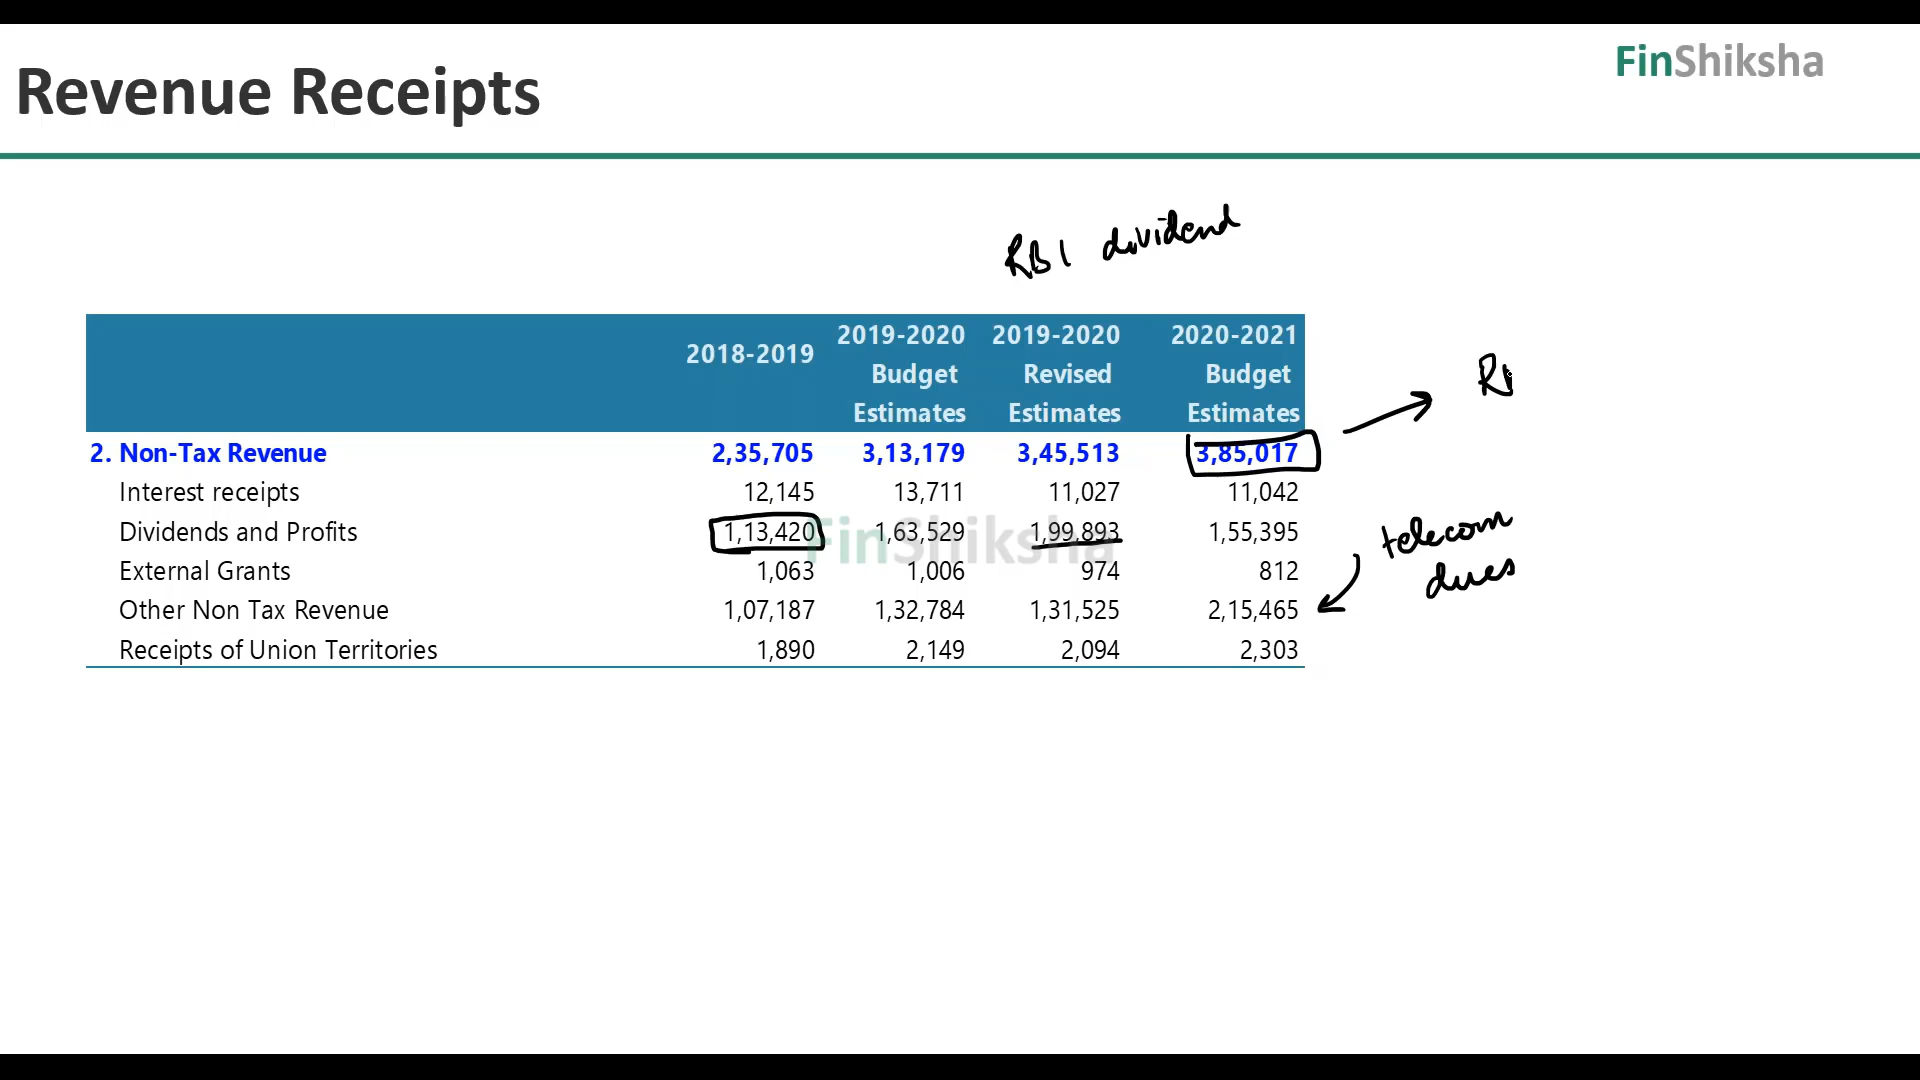 Revenue Receipts
FinShiksha
RBI dividend
2018-2019 2019-2020 Budget Estimates 2019-2020 Revised Estimates 2020-2021 Budget Estimates
2. Non-Tax Revenue 2,35,705 3,13,179 3,45,513 3,85,017
Interest receipts 12,145 13,711 11,027 11,042
Dividends and Profits 1,13,420 1,63,529 1,99,893 1,55,395
External Grants 1,063 1,006 974 812
Other Non Tax Revenue 1,07,187 1,32,784 1,31,525 2,15,465
Receipts of Union Territories 1,890 2,149 2,094 2,303
telecom
dues
FinShiksha